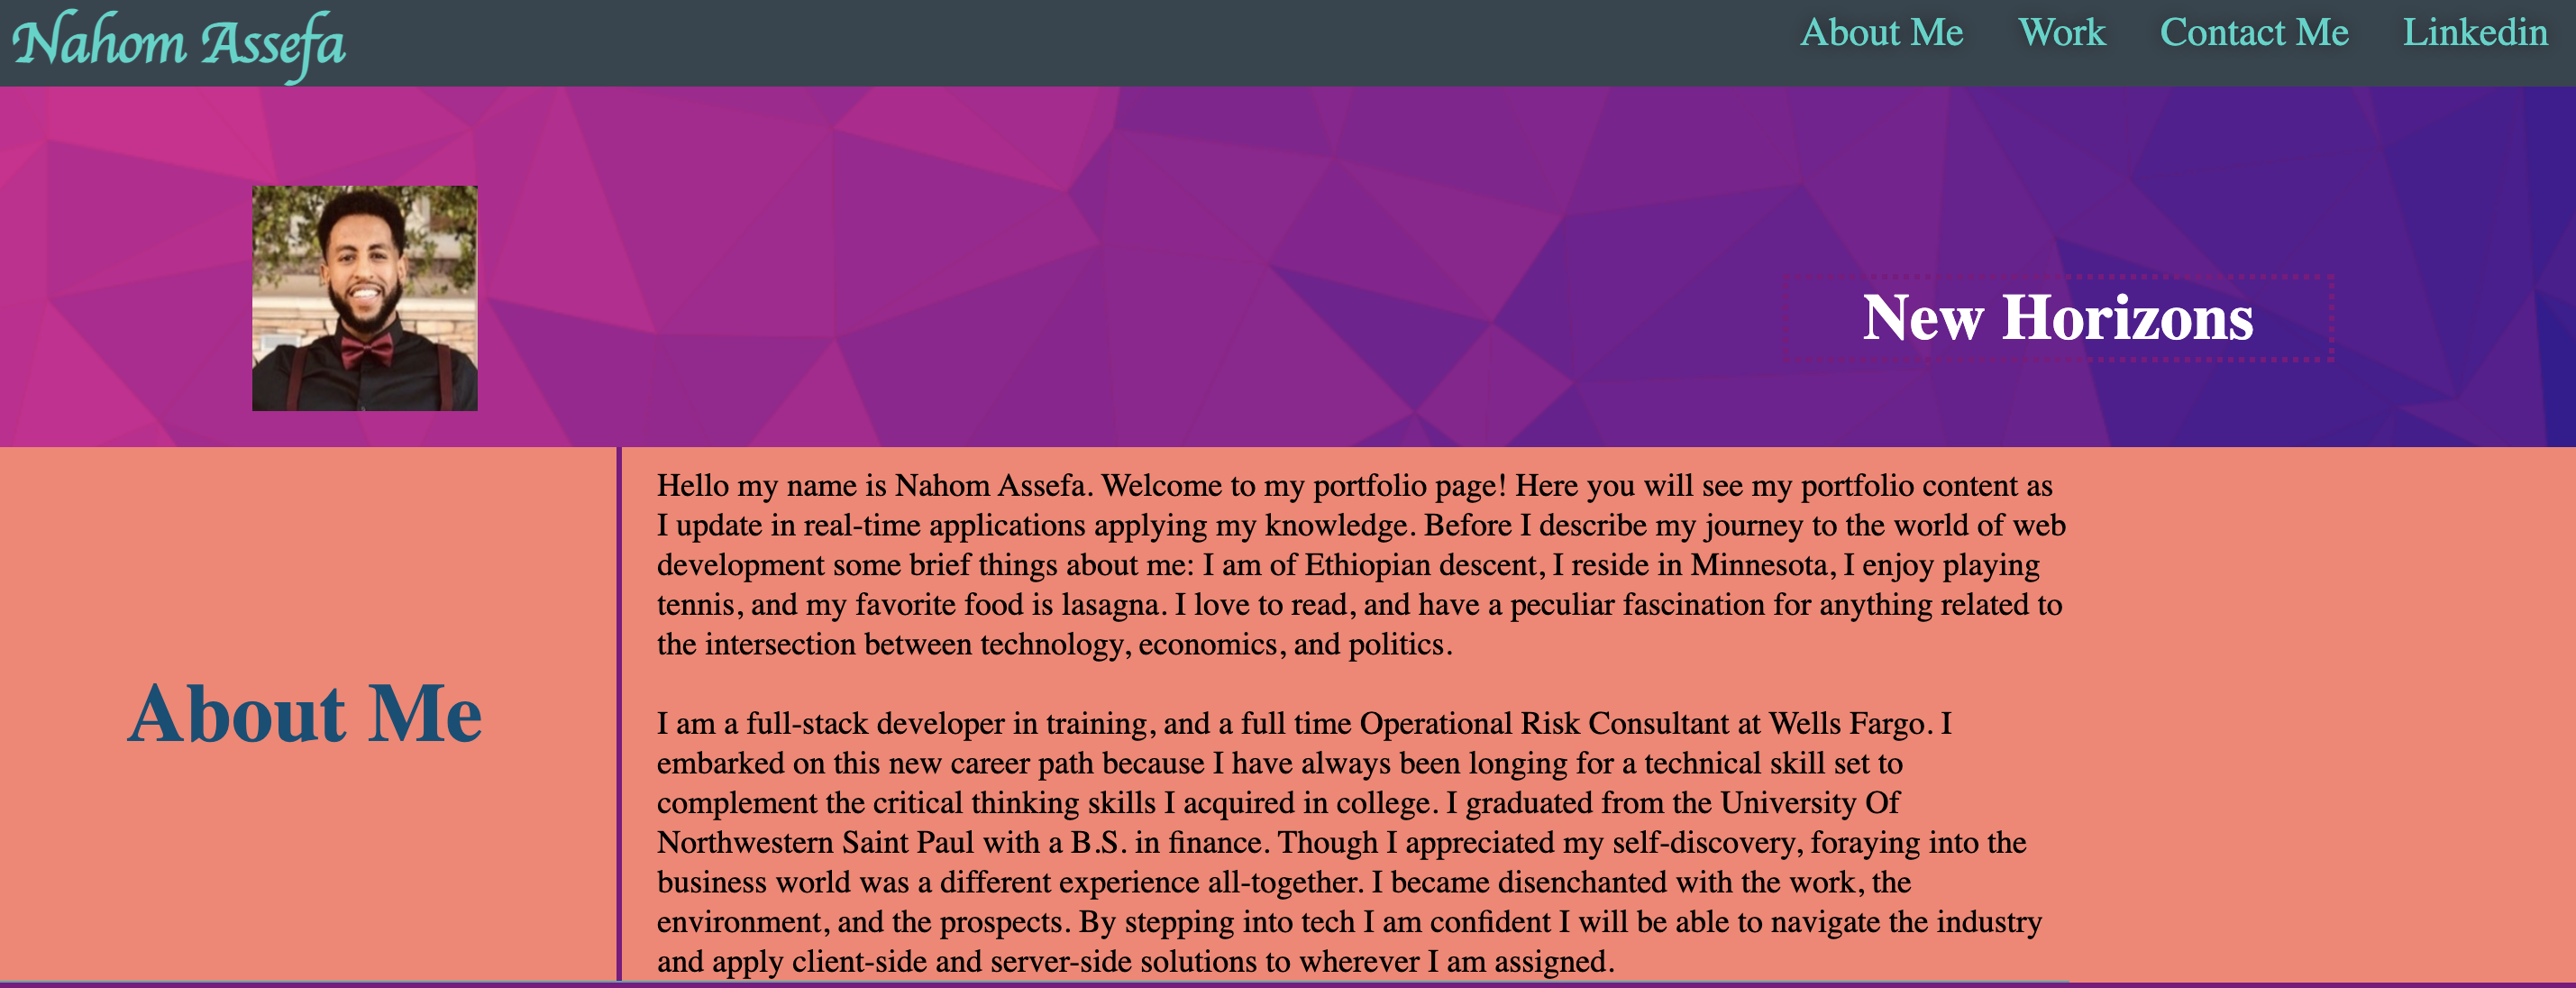 Nahom Assefa
About Me Work Contact Me Linkedin
New Horizons
About Me
Hello my name is Nahom Assefa. Welcome to my portfolio page! Here you will see my portfolio content as
I update in real-time applications applying my knowledge. Before I describe my journey to the world of web
development some brief things about me: I am of Ethiopian descent, I reside in Minnesota, I enjoy playing
tennis, and my favorite food is lasagna. I love to read, and have a peculiar fascination for anything related to
the intersection between technology, economics, and politics.
I am a full-stack developer in training, and a full time Operational Risk Consultant at Wells Fargo. I
embarked on this new career path because I have always been longing for a technical skill set to
complement the critical thinking skills I acquired in college. I graduated from the University Of
Northwestern Saint Paul with a B.S. in finance. Though I appreciated my self-discovery, foraying into the
business world was a different experience all-together. I became disenchanted with the work, the
environment, and the prospects. By stepping into tech I am confident I will be able to navigate the industry
and apply client-side and server-side solutions to wherever I am assigned.